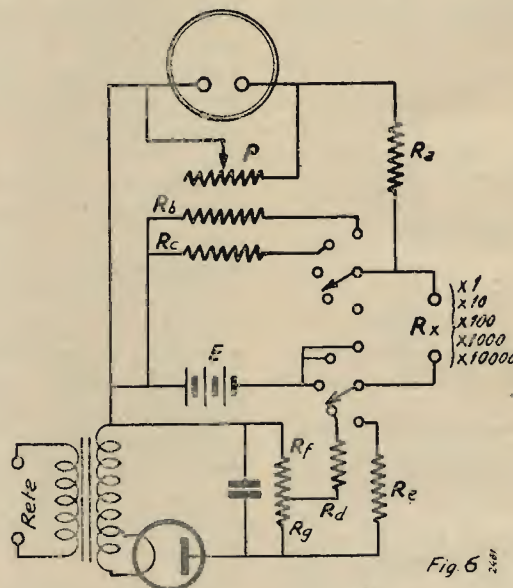 P
Ra
Rb
Rc
x1
x10
Rx
x100
x1000
x10000
E
Rete
Rf
Rg
Rd
Re
Fig. 6